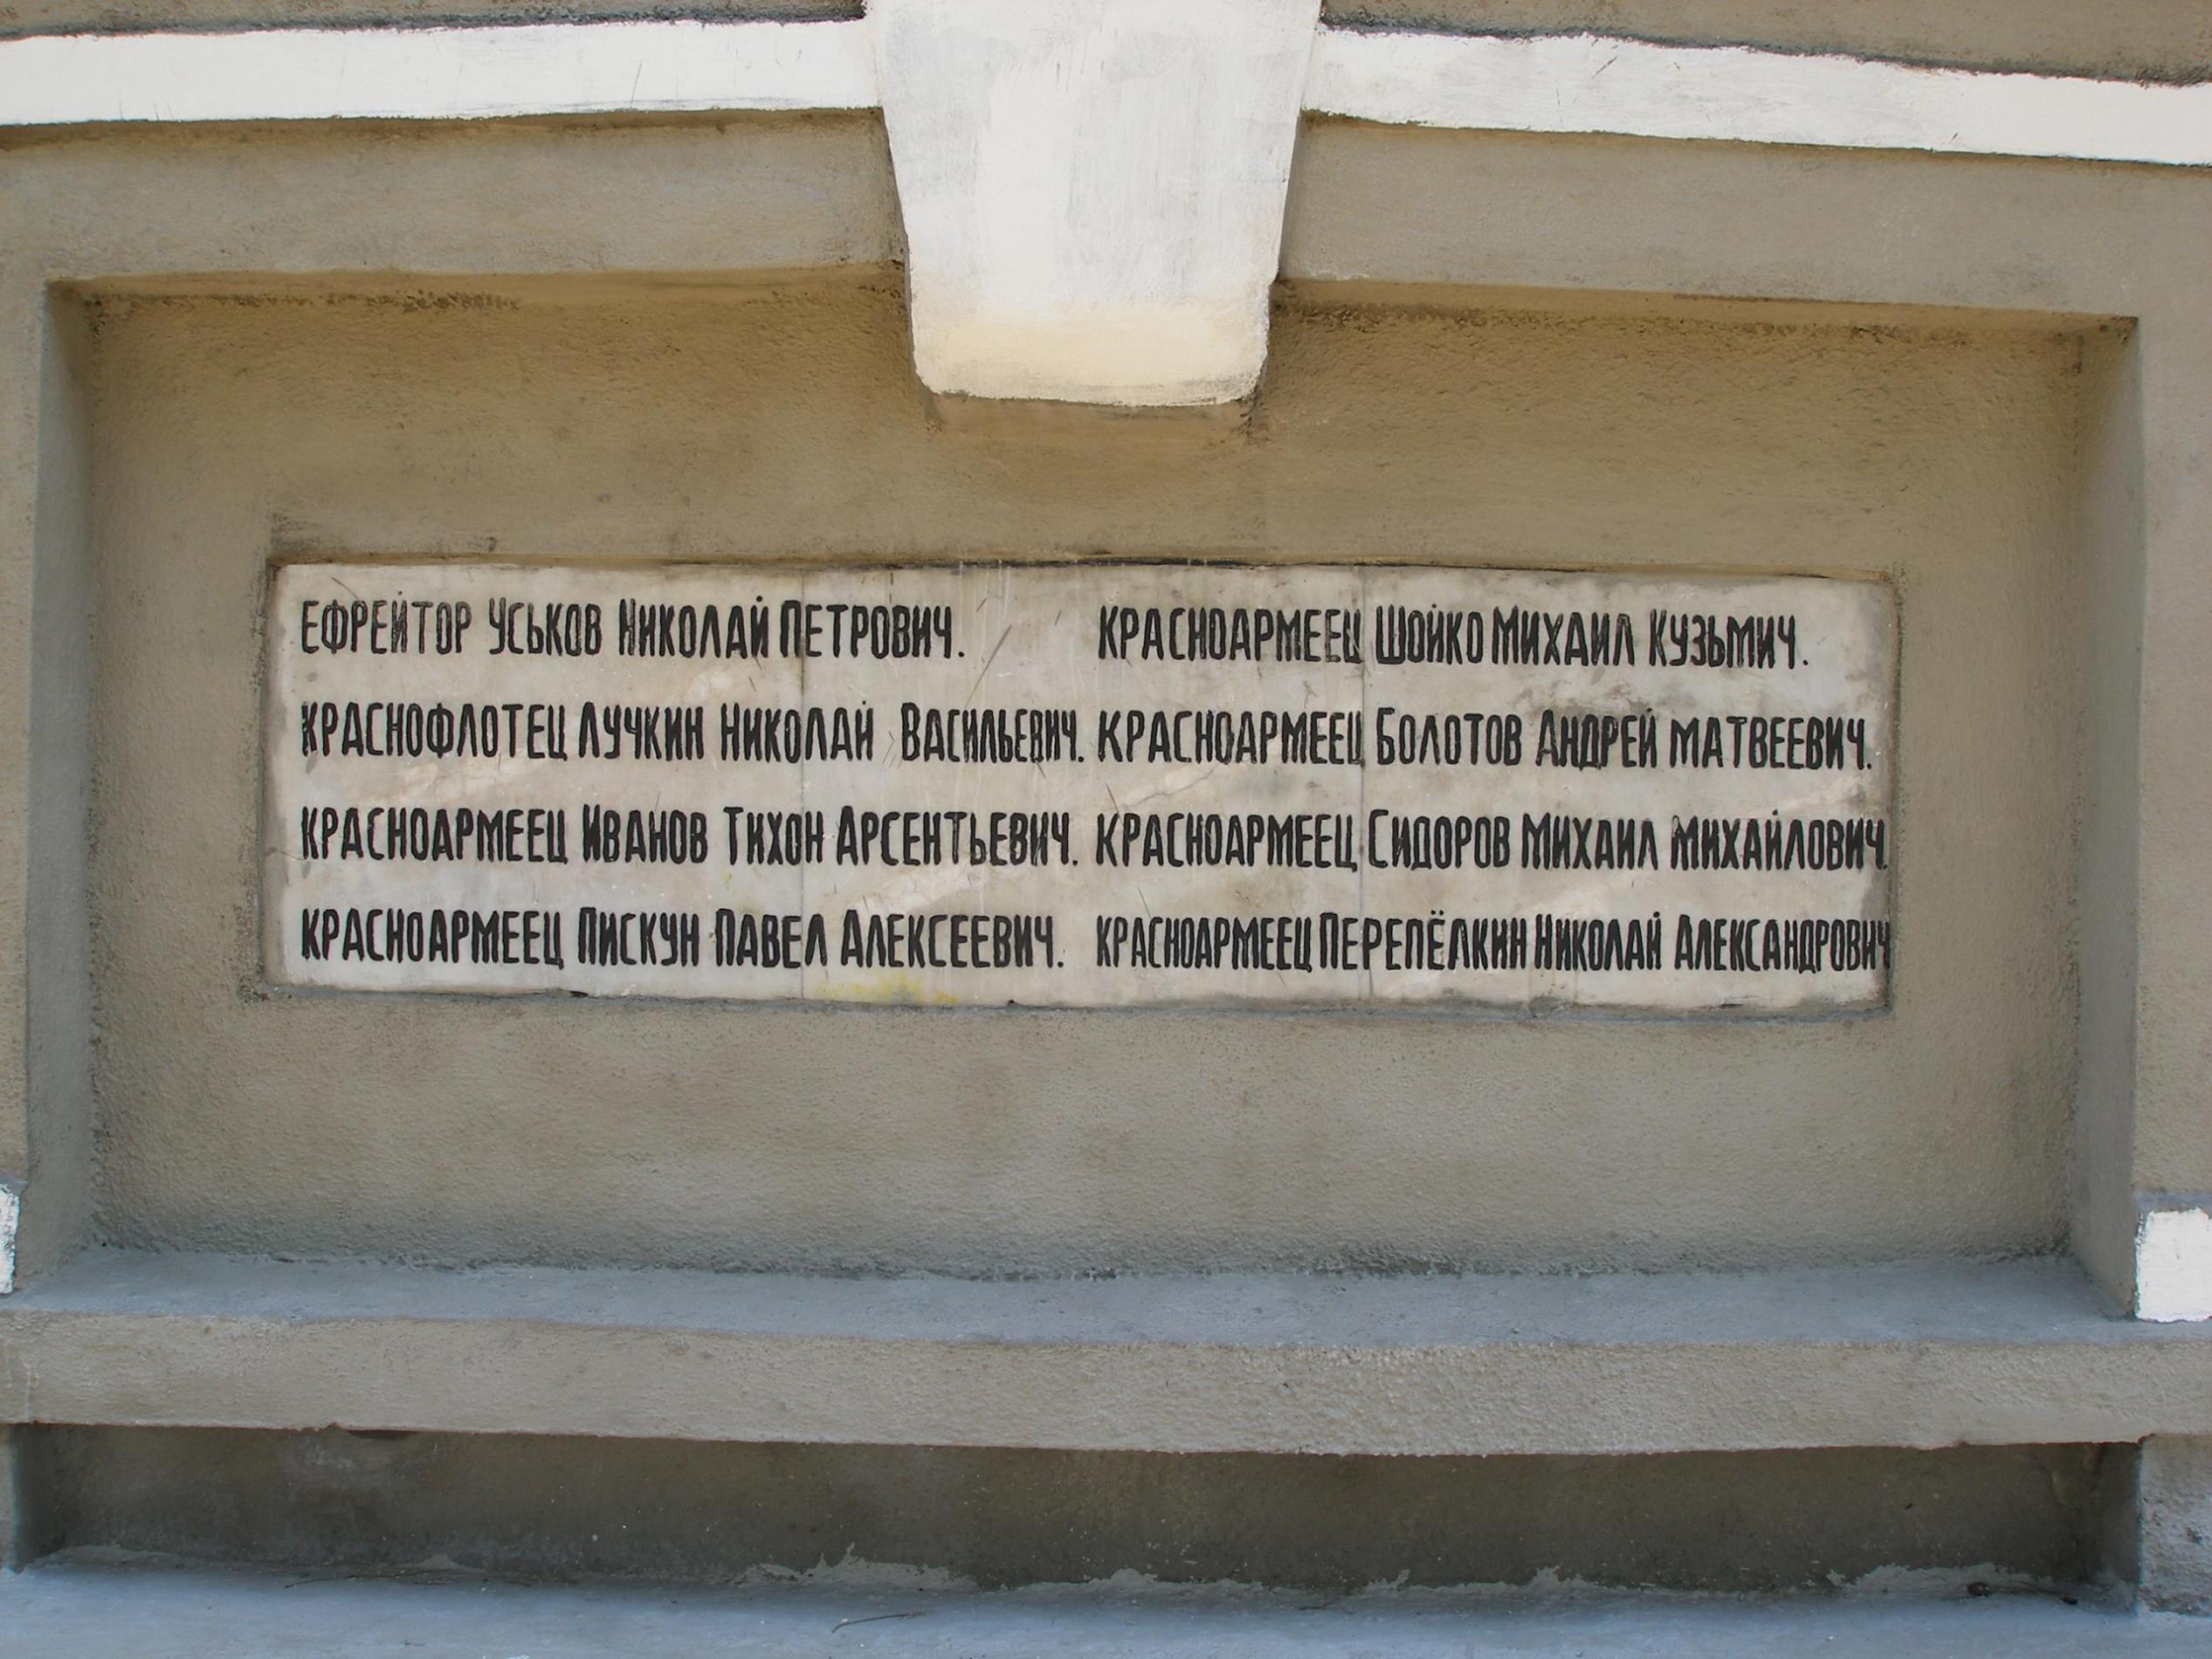 ЕФРЕЙТОР УСЬКОВ НИКОЛАЙ ПЕТРОВИЧ.
КРАСНОФЛОТЕЦ ЛУЧКИН НИКОЛАЙ ВАСИЛЬЕВИЧ.
КРАСНОАРМЕЕЦ ИВАНОВ ТИХОН АРСЕНТЬЕВИЧ.
КРАСНОАРМЕЕЦ ПИСКУН ПАВЕЛ АЛЕКСЕЕВИЧ.
КРАСНОАРМЕЕЦ ШОЙКО МИХАИЛ КУЗЬМИЧ.
КРАСНОАРМЕЕЦ БОЛОТОВ АНДРЕЙ МАТВЕЕВИЧ.
КРАСНОАРМЕЕЦ СИДОРОВ МИХАИЛ МИХАЙЛОВИЧ.
КРАСНОАРМЕЕЦ ПЕРЕПЁЛКИН НИКОЛАЙ АЛЕКСАНДРОВИЧ